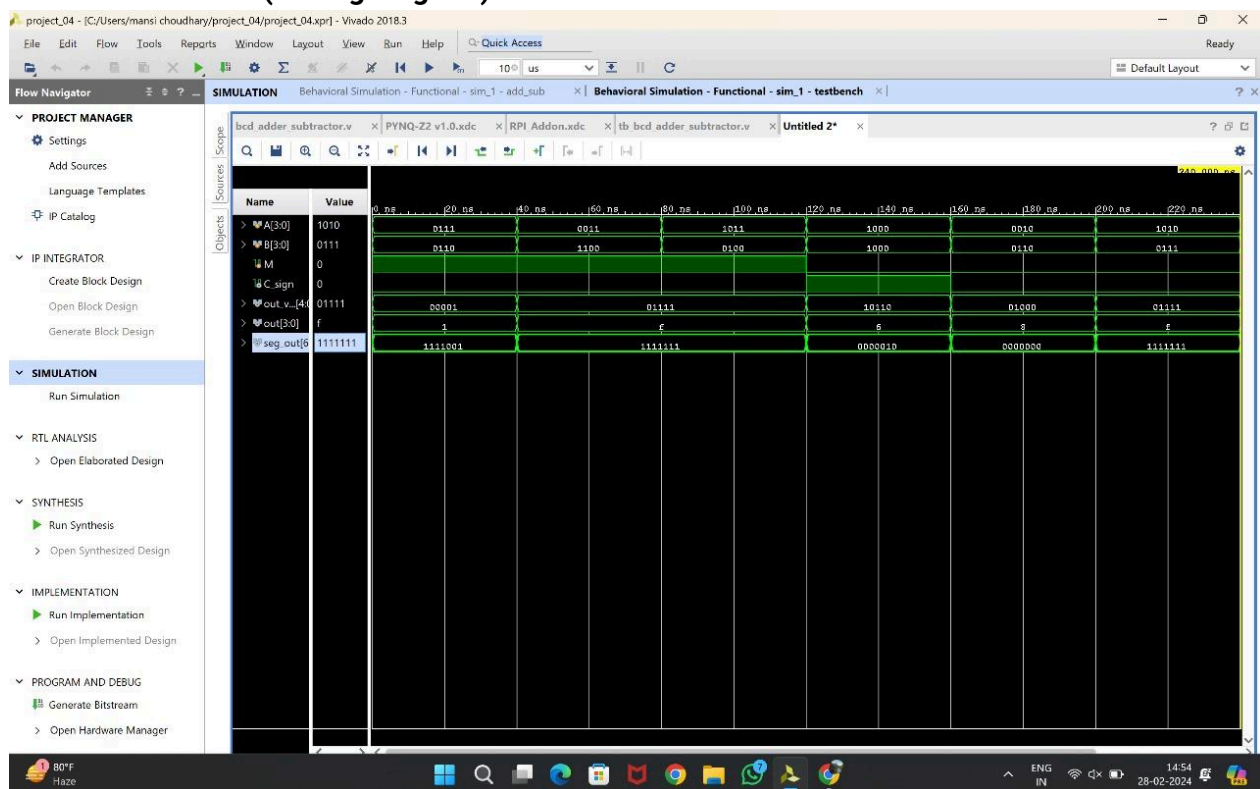 project_04 - [C:/Users/mansi choudhary/project_04/project_04.xpr] - Vivado 2018.3
File Edit Flow Tools Reports Window Layout View Run Help Quick Access Ready
10 us Default Layout
Flow Navigator SIMULATION Behavioral Simulation - Functional - sim_1 - add_sub Behavioral Simulation - Functional - sim_1 - testbench
PROJECT MANAGER
Settings
Add Sources
Language Templates
IP Catalog
IP INTEGRATOR
Create Block Design
Open Block Design
Generate Block Design
SIMULATION
Run Simulation
RTL ANALYSIS
Open Elaborated Design
SYNTHESIS
Run Synthesis
Open Synthesized Design
IMPLEMENTATION
Run Implementation
Open Implemented Design
PROGRAM AND DEBUG
Generate Bitstream
Open Hardware Manager
Scope
Sources
Objects
bcd_adder_subtractor.v PYNQ-Z2 v1.0.xdc RPI_Addon.xdc tb_bcd_adder_subtractor.v Untitled 2*
Name Value
0 ns 20 ns 40 ns 60 ns 80 ns 100 ns 120 ns 140 ns 160 ns 180 ns 200 ns 220 ns
A[3:0] 1010 0111 0011 1011 1000 0010 1010
B[3:0] 0111 0110 1100 0100 1000 0110 0111
M 0
C_sign 0
out_v...[4:0 01111 00001 01111 10110 01000 01111
out[3:0] f 1 f 6 8 f
seg_out[6 1111111 1111001 1111111 0000010 0000000 1111111
80°F
Haze
ENG
IN
14:54
28-02-2024